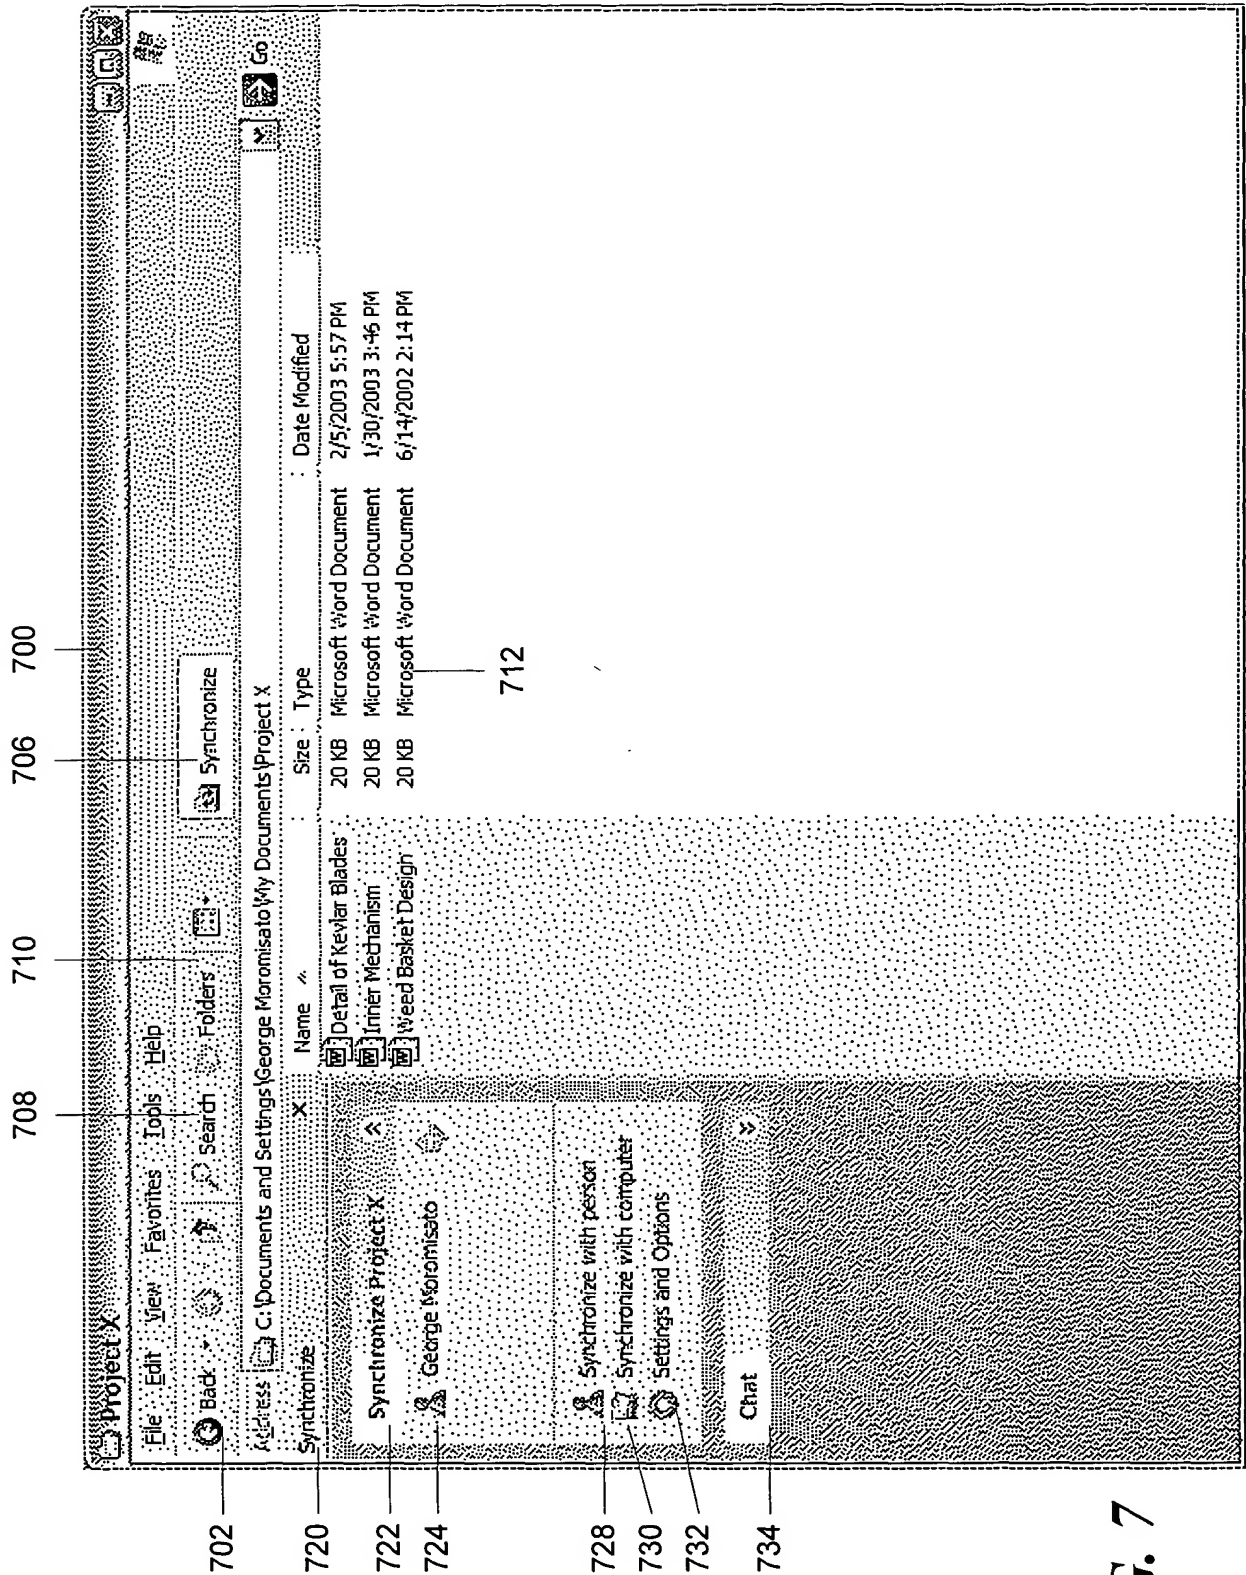 708 710 706 700
Project X
File Edit View Favorites Tools Help
Back Search Folders Synchronize
Address C:\Documents and Settings\George Moromisato\My Documents\Project X Go
Synchronize X Name Size Type Date Modified
Detail of Kevlar Blades 20 KB Microsoft Word Document 2/5/2003 5:57 PM
Inner Mechanism 20 KB Microsoft Word Document 1/30/2003 3:46 PM
Weed Basket Design 20 KB Microsoft Word Document 6/14/2002 2:14 PM
712
Synchronize Project X
George Moromisato
Synchronize with person
Synchronize with computer
Settings and Options
Chat
702
720
722
724
728
730
732
734
G. 7